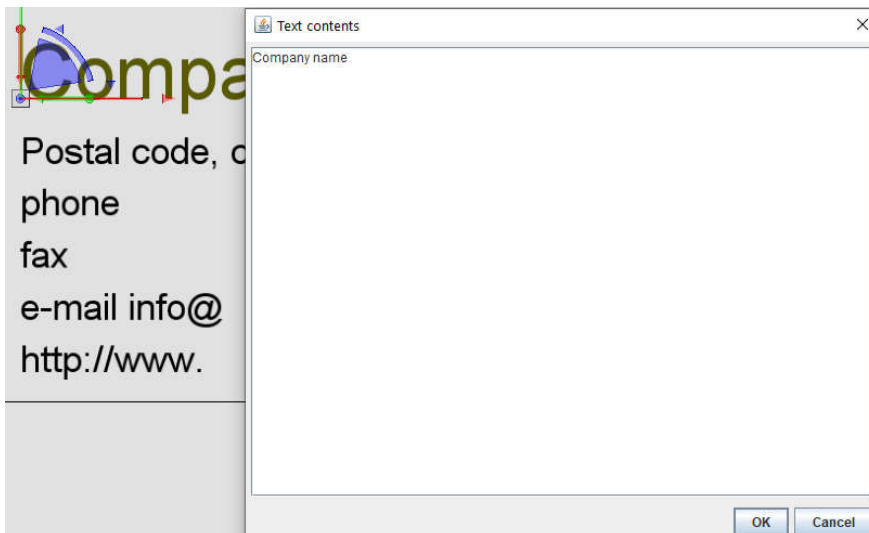 Text contents
Company name
Compa
Postal code, c
phone
fax
e-mail info@
http://www.
OK
Cancel